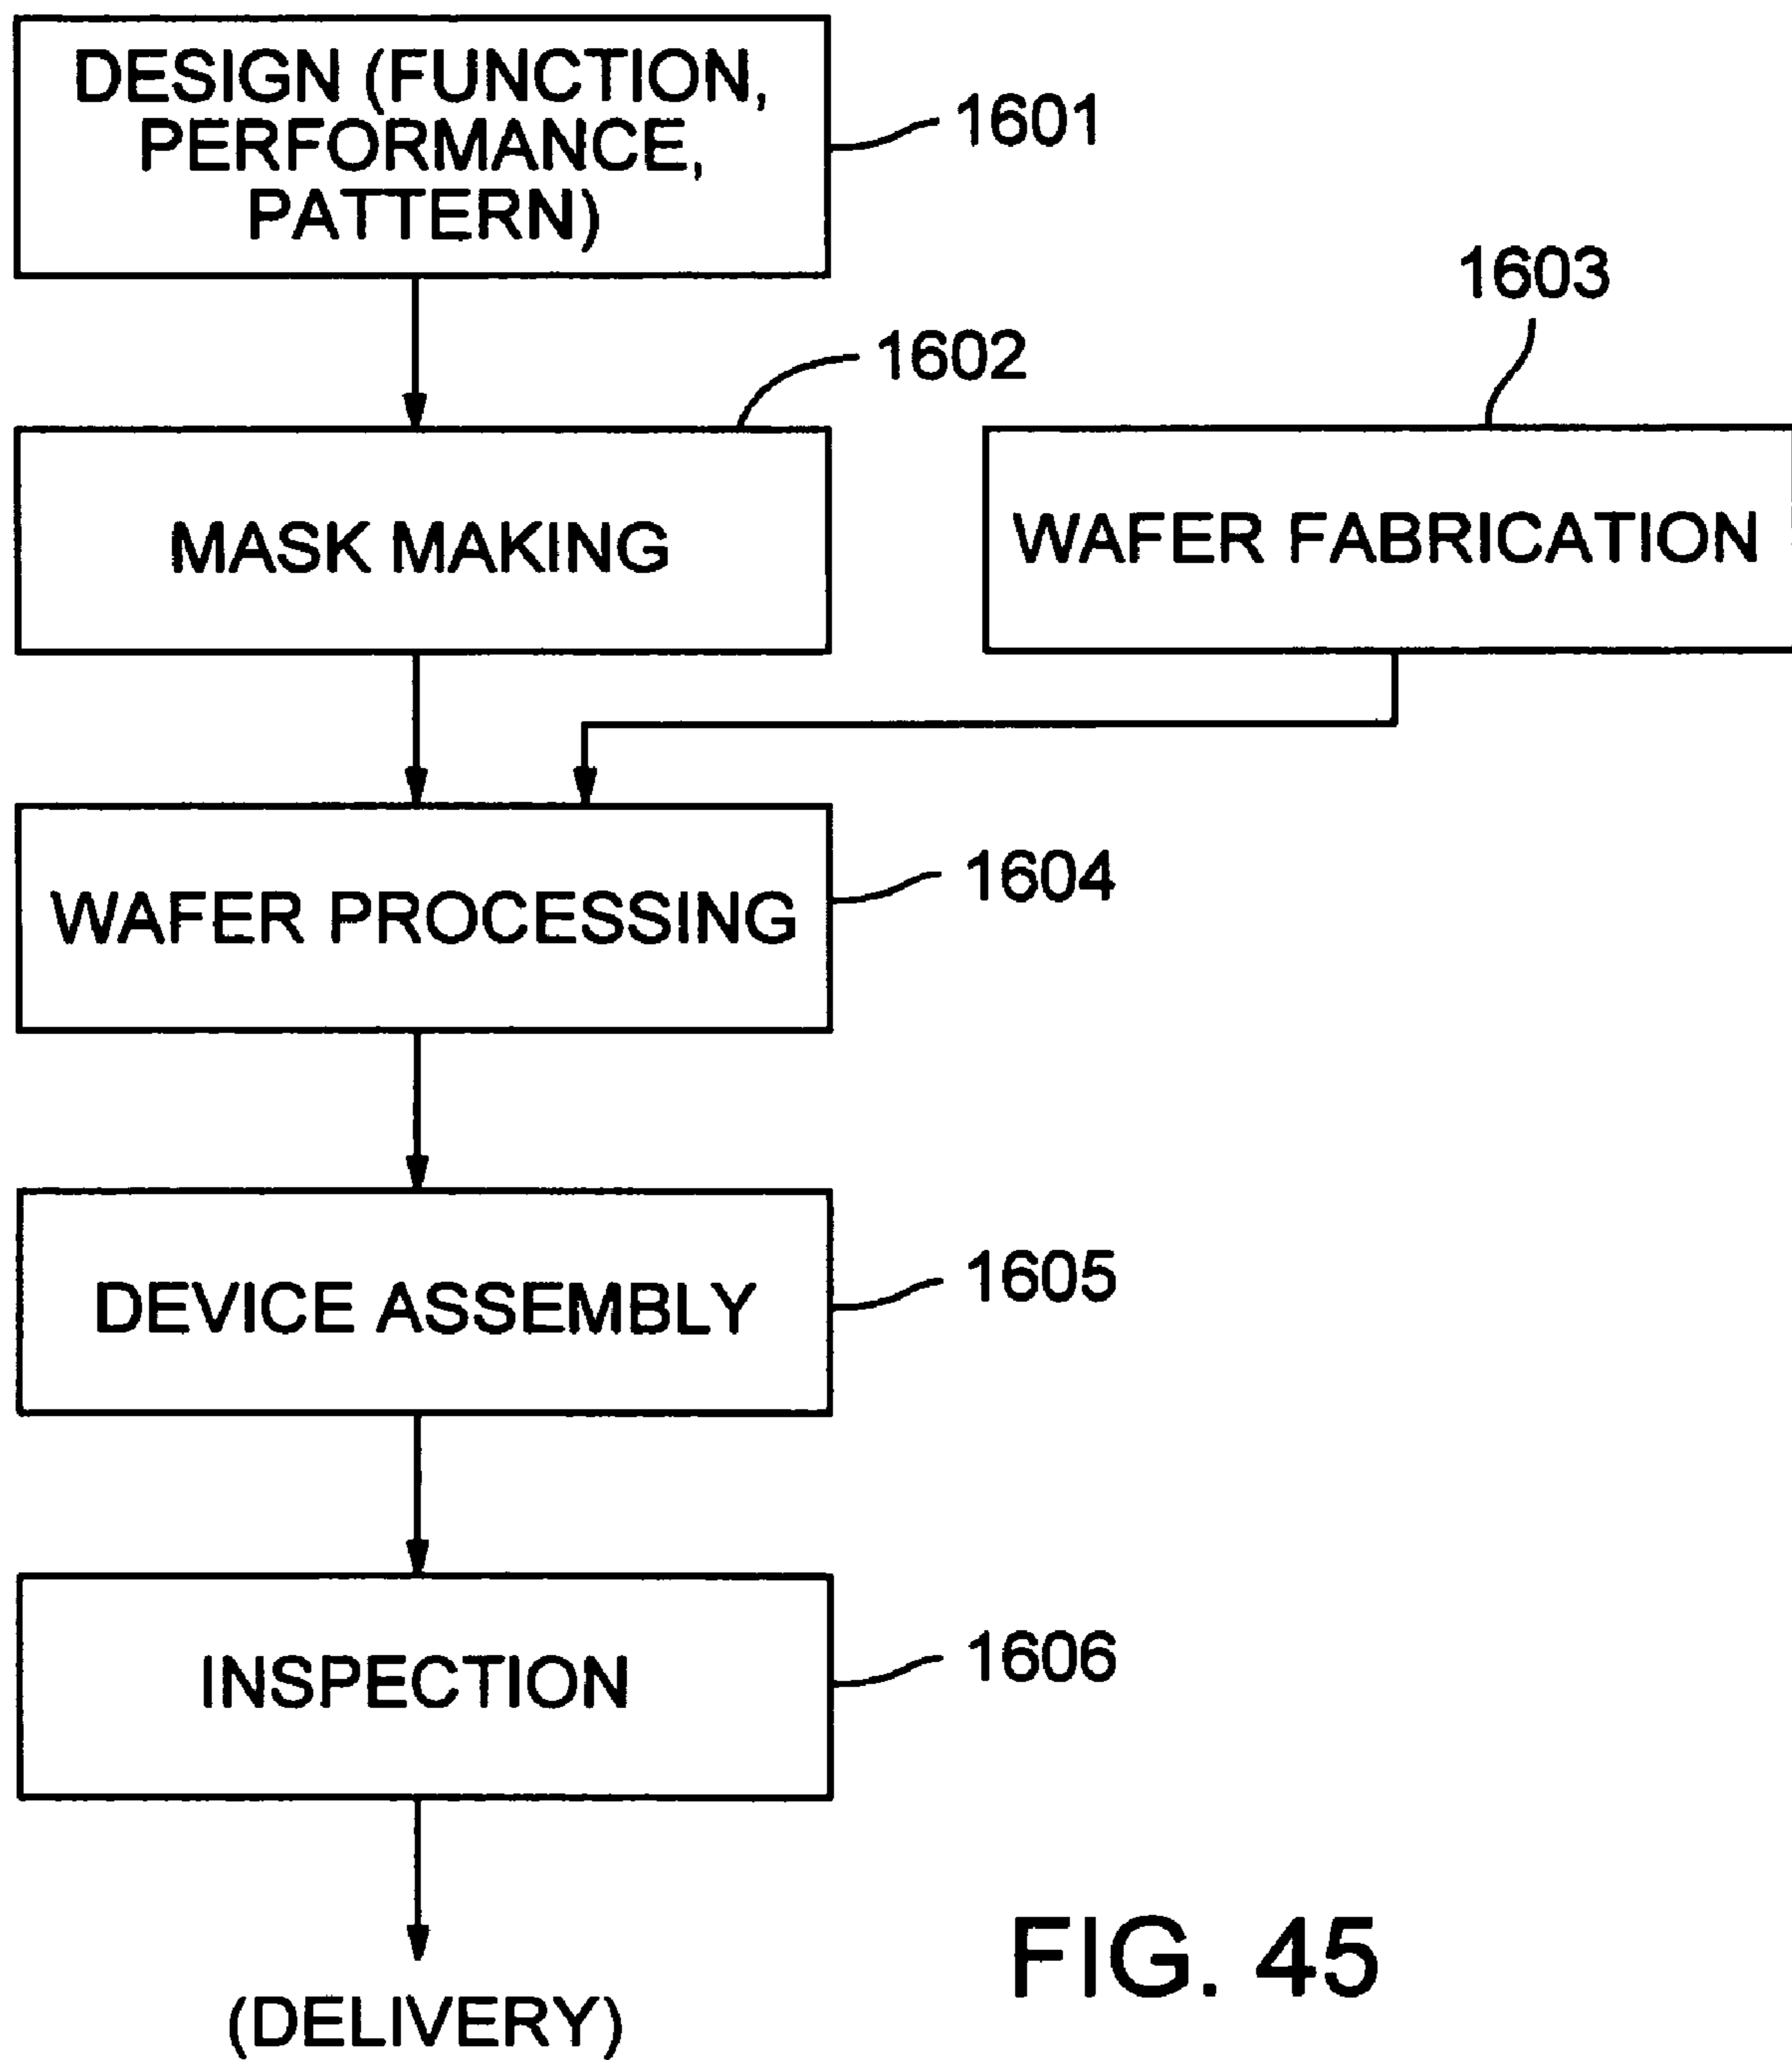 DESIGN (FUNCTION,
PERFORMANCE,
PATTERN)
1601
1602
1603
MASK MAKING
WAFER FABRICATION
WAFER PROCESSING
1604
DEVICE ASSEMBLY
1605
INSPECTION
1606
(DELIVERY)
FIG. 45